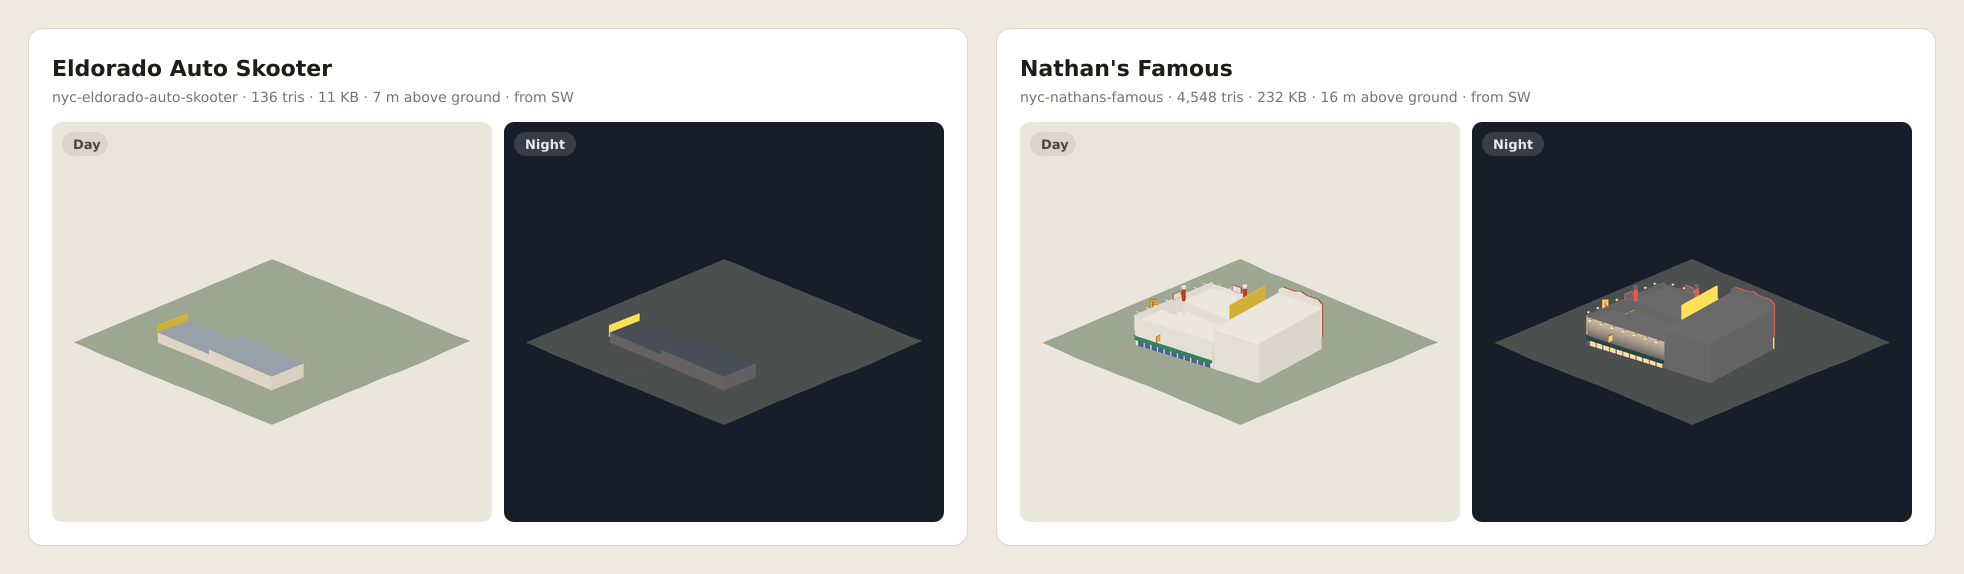 Eldorado Auto Skooter
nyc-eldorado-auto-skooter · 136 tris · 11 KB · 7 m above ground · from SW
Day
Night
Nathan's Famous
nyc-nathans-famous · 4,548 tris · 232 KB · 16 m above ground · from SW
Day
Night